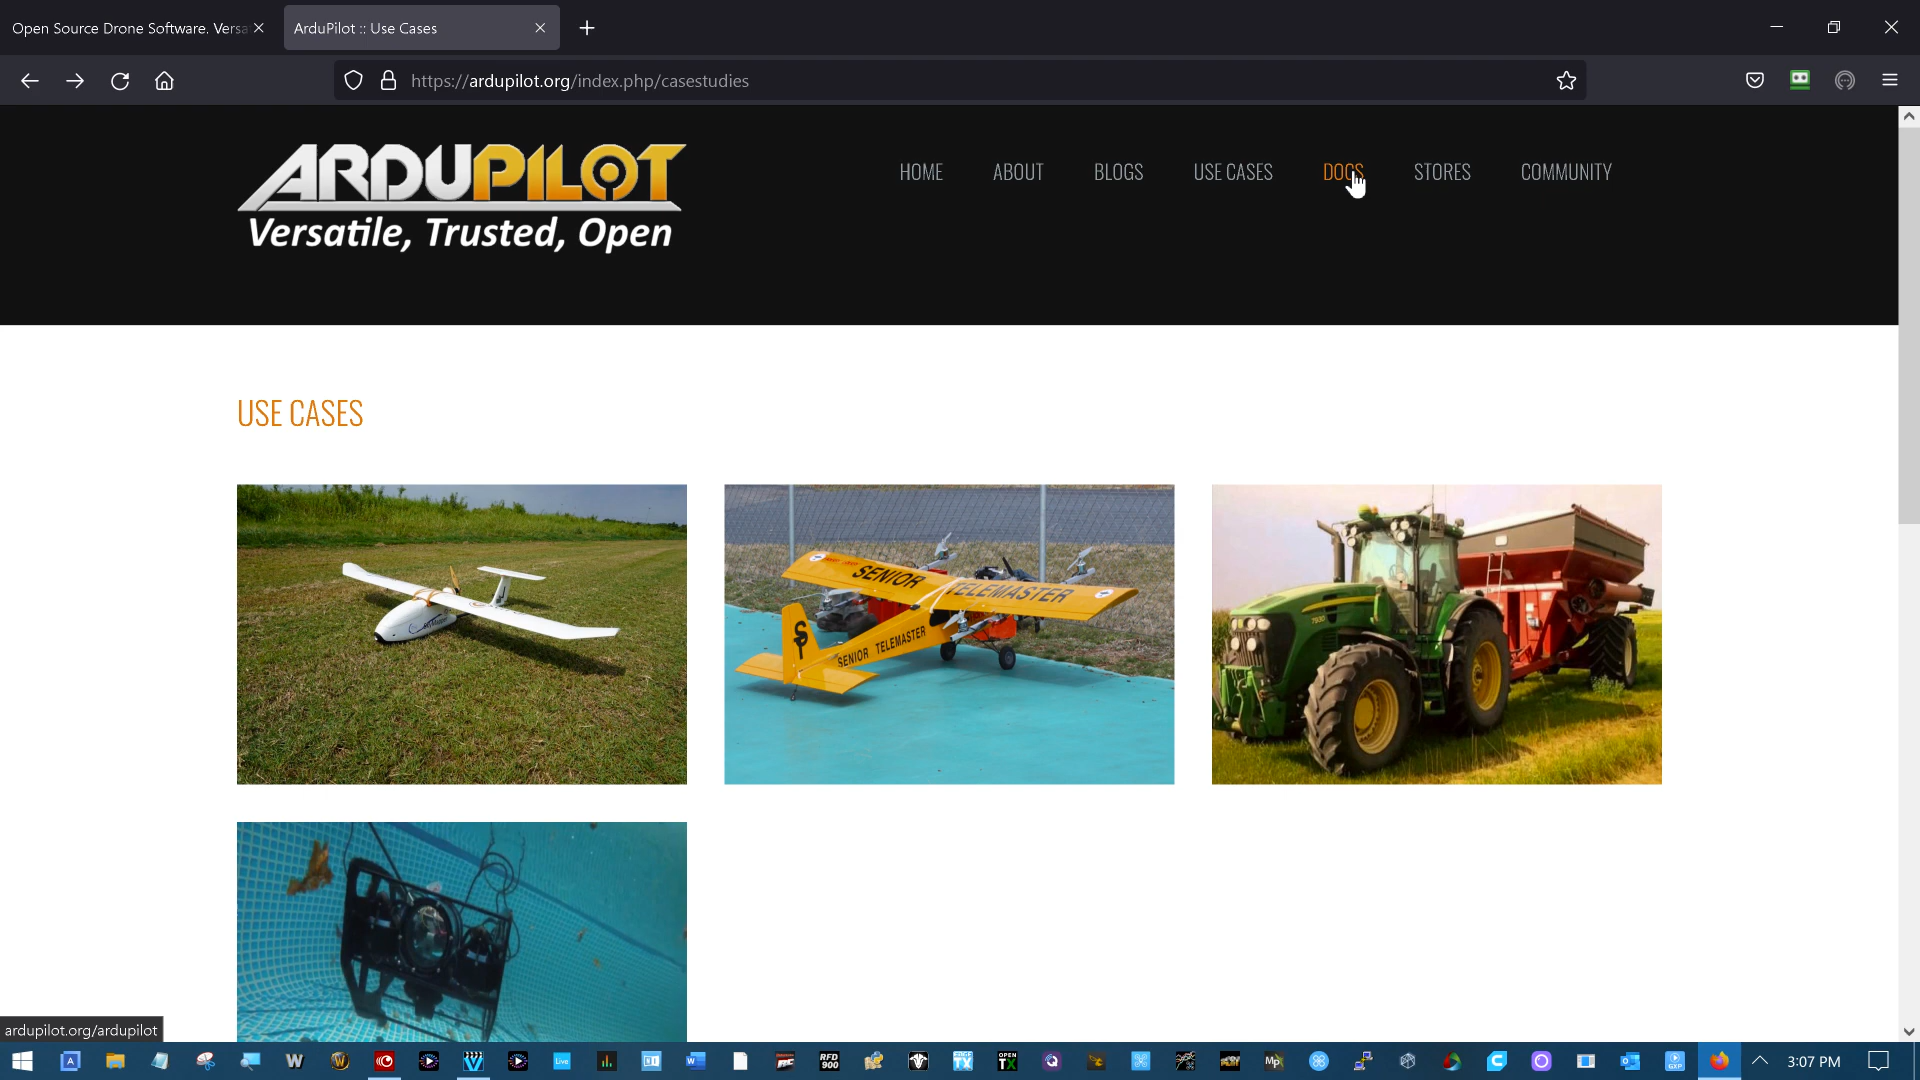 Open Source Drone Software. Versa
ArduPilot :: Use Cases
https://ardupilot.org/index.php/casestudies
ARDUPILOT
Versatile, Trusted, Open
HOME ABOUT BLOGS USE CASES DOCS STORES COMMUNITY
USE CASES
SENIOR TELEMASTER
SENIOR TELEMASTER
7930
ardupilot.org/ardupilot
3:07 PM